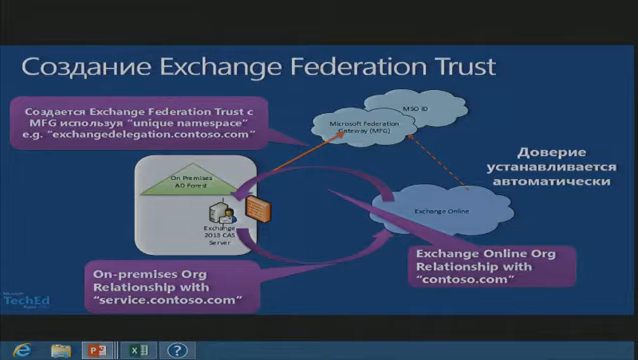 Создание Exchange Federation Trust
Создается Exchange Federation Trust с
MFG используя "unique namespace"
e.g. "exchangedelegation.contoso.com"
MSO ID
Microsoft Federation
Gateway (MFG)
Доверие
устанавливается
автоматически
On Premises
AD Forest
Exchange
2013 CAS
Server
Exchange Online
On-premises Org
Relationship with
"service.contoso.com"
Exchange Online Org
Relationship with
"contoso.com"
Microsoft
TechEd